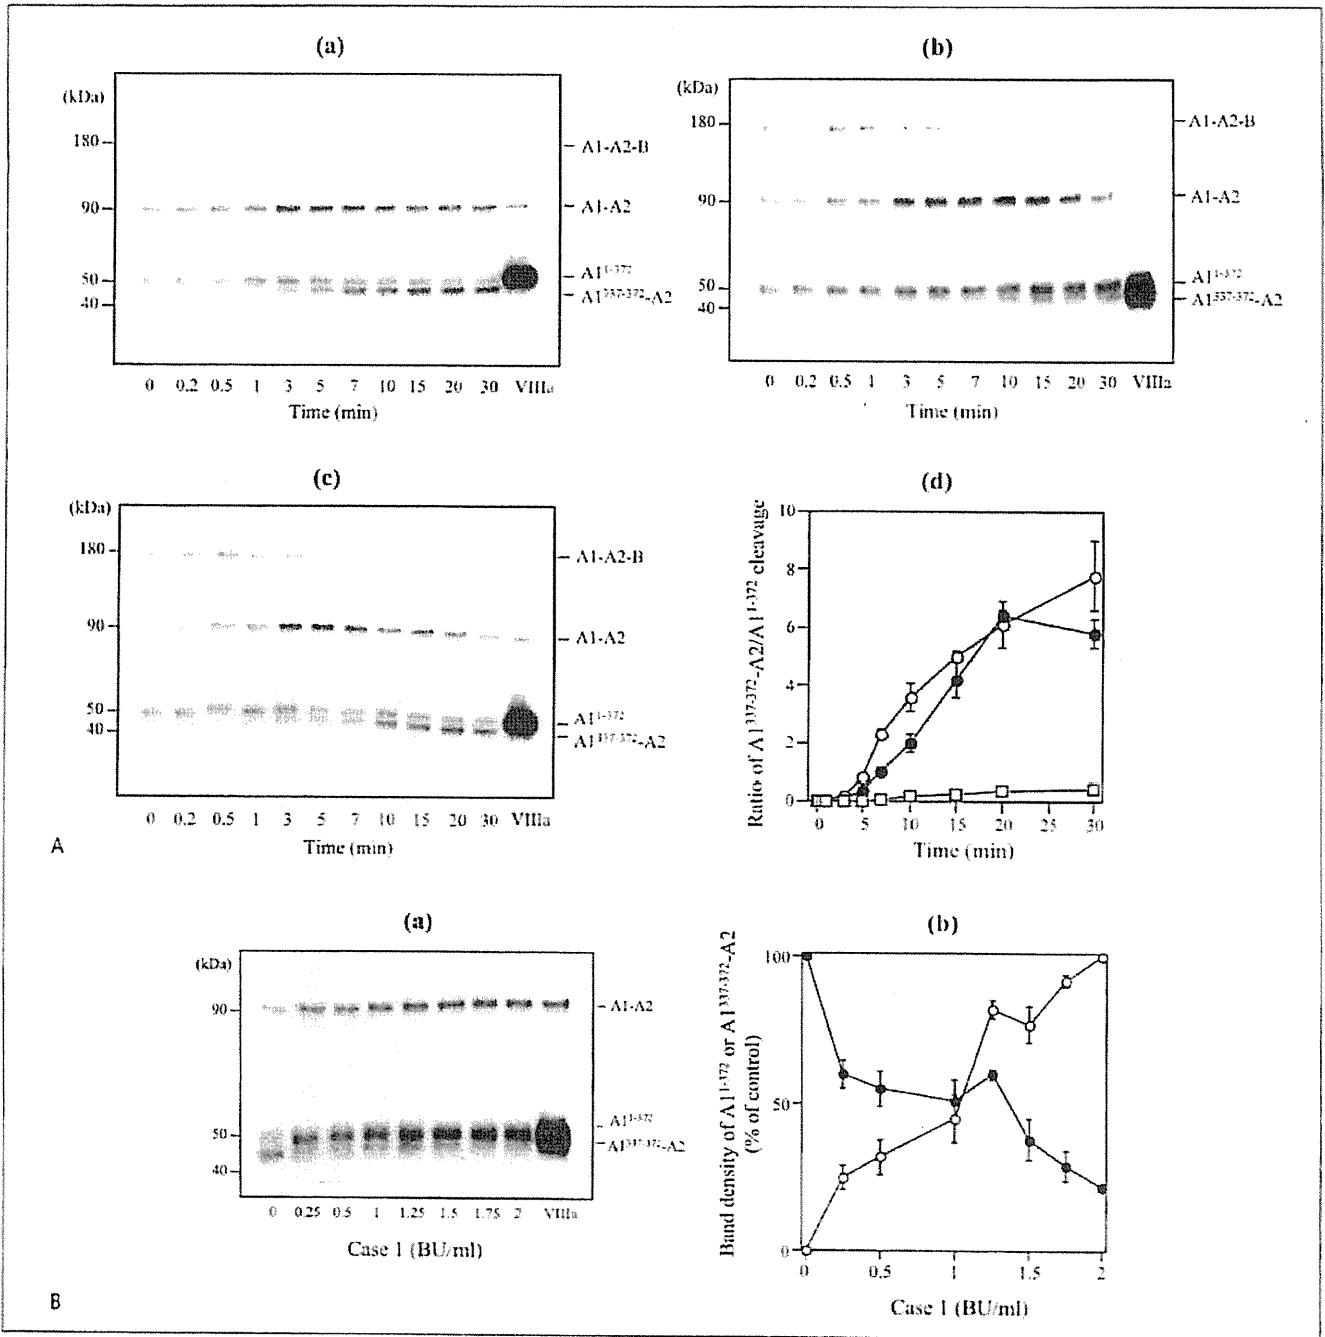 (a)
(kDa)
180
90
50
40
A1-A2-B
A1-A2
A1¹⁻³⁷²
A1³³⁷⁻³⁷²-A2
0 0.2 0.5 1 3 5 7 10 15 20 30 VIIIa
Time (min)
(b)
(kDa)
180
90
50
40
A1-A2-B
A1-A2
A1¹⁻³⁷²
A1³³⁷⁻³⁷²-A2
0 0.2 0.5 1 3 5 7 10 15 20 30 VIIIa
Time (min)
(c)
(kDa)
180
90
50
40
A1-A2-B
A1-A2
A1¹⁻³⁷²
A1³³⁷⁻³⁷²-A2
0 0.2 0.5 1 3 5 7 10 15 20 30 VIIIa
Time (min)
A
(d)
Ratio of A1³³⁷⁻³⁷²-A2/A1¹⁻³⁷² cleavage
10
8
6
4
2
0
0 5 10 15 20 25 30
Time (min)
(a)
(kDa)
90
50
40
A1-A2
A1¹⁻³⁷²
A1³³⁷⁻³⁷²-A2
0 0.25 0.5 1 1.25 1.5 1.75 2 VIIIa
Case 1 (BU/ml)
B
(b)
Band density of A1¹⁻³⁷² or A1³³⁷⁻³⁷²-A2
(% of control)
100
50
0
0 0.5 1 1.5 2
Case 1 (BU/ml)